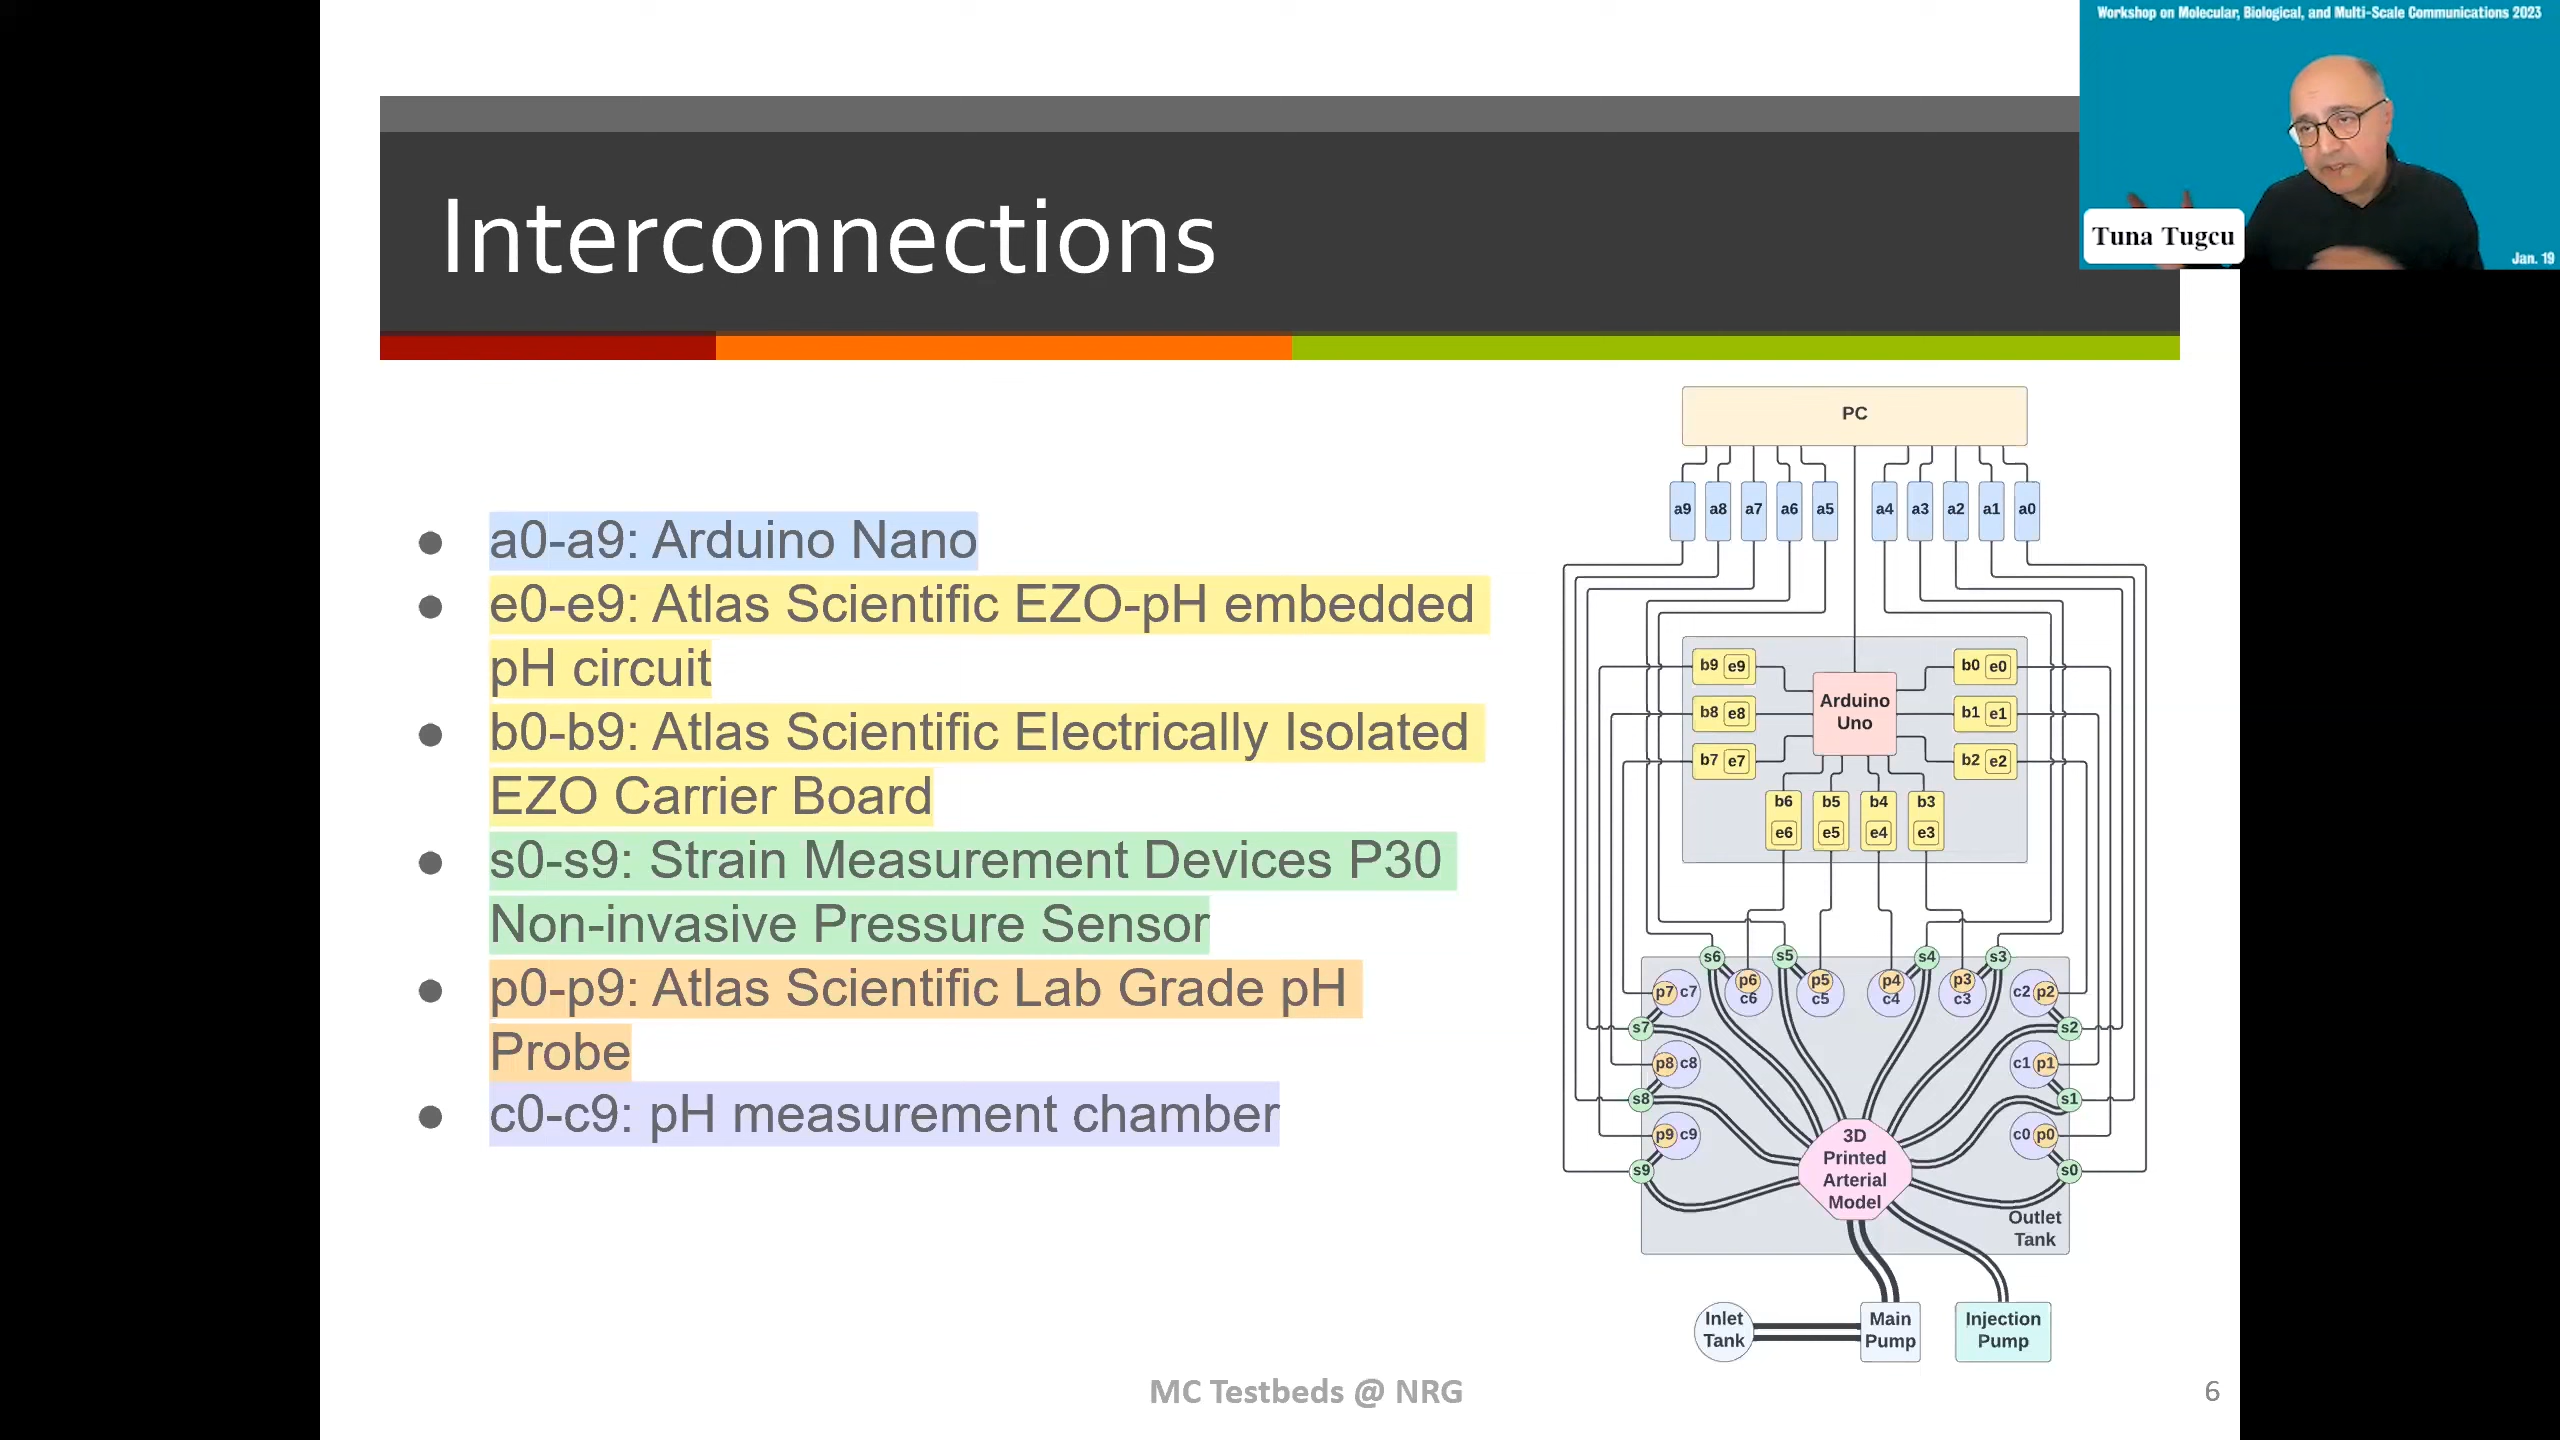 Workshop on Molecular, Biological, and Multi-Scale Communications 2023
Tuna Tugcu
Jan. 19
Interconnections
a0-a9: Arduino Nano
e0-e9: Atlas Scientific EZO-pH embedded
pH circuit
b0-b9: Atlas Scientific Electrically Isolated
EZO Carrier Board
s0-s9: Strain Measurement Devices P30
Non-invasive Pressure Sensor
p0-p9: Atlas Scientific Lab Grade pH
Probe
c0-c9: pH measurement chamber
PC
a9 a8 a7 a6 a5 a4 a3 a2 a1 a0
b9 e9 b0 e0
Arduino
Uno
b8 e8 b1 e1
b7 e7 b2 e2
b6 b5 b4 b3
e6 e5 e4 e3
s6 s5 s4 s3
p7 c7 p6 p5 p4 p3 c2 p2
c6 c5 c4 c3
s7 s2
p8 c8 c1 p1
s8 s1
p9 c9 c0 p0
s9 s0
3D
Printed
Arterial
Model
Outlet
Tank
Inlet
Tank
Main
Pump
Injection
Pump
MC Testbeds @ NRG
6